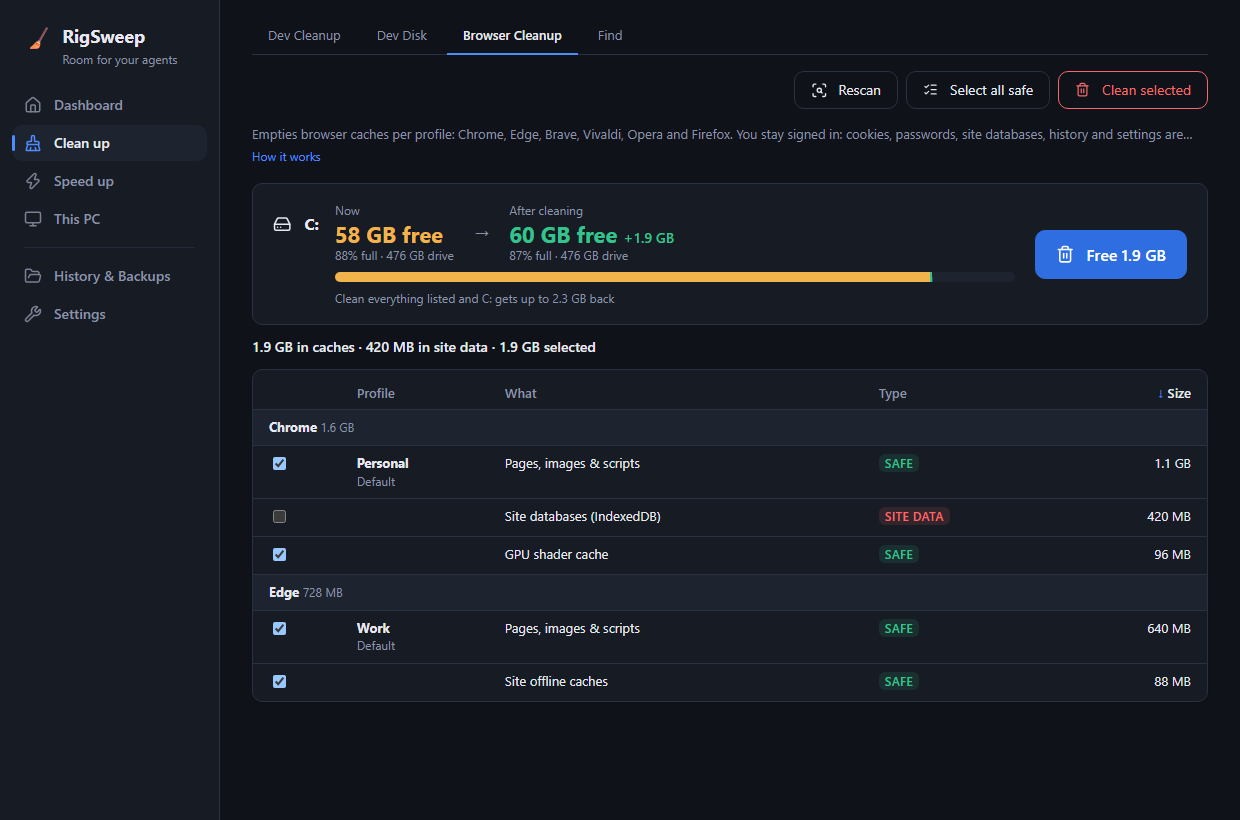 RigSweep
Room for your agents
Dashboard
Clean up
Speed up
This PC
History & Backups
Settings
Dev Cleanup Dev Disk Browser Cleanup Find
Rescan Select all safe Clean selected
Empties browser caches per profile: Chrome, Edge, Brave, Vivaldi, Opera and Firefox. You stay signed in: cookies, passwords, site databases, history and settings are...
How it works
Now After cleaning
C: 58 GB free → 60 GB free +1.9 GB
88% full · 476 GB drive 87% full · 476 GB drive
Free 1.9 GB
Clean everything listed and C: gets up to 2.3 GB back
1.9 GB in caches · 420 MB in site data · 1.9 GB selected
Profile What Type ↓ Size
Chrome 1.6 GB
Personal Pages, images & scripts SAFE 1.1 GB
Default
Site databases (IndexedDB) SITE DATA 420 MB
GPU shader cache SAFE 96 MB
Edge 728 MB
Work Pages, images & scripts SAFE 640 MB
Default
Site offline caches SAFE 88 MB